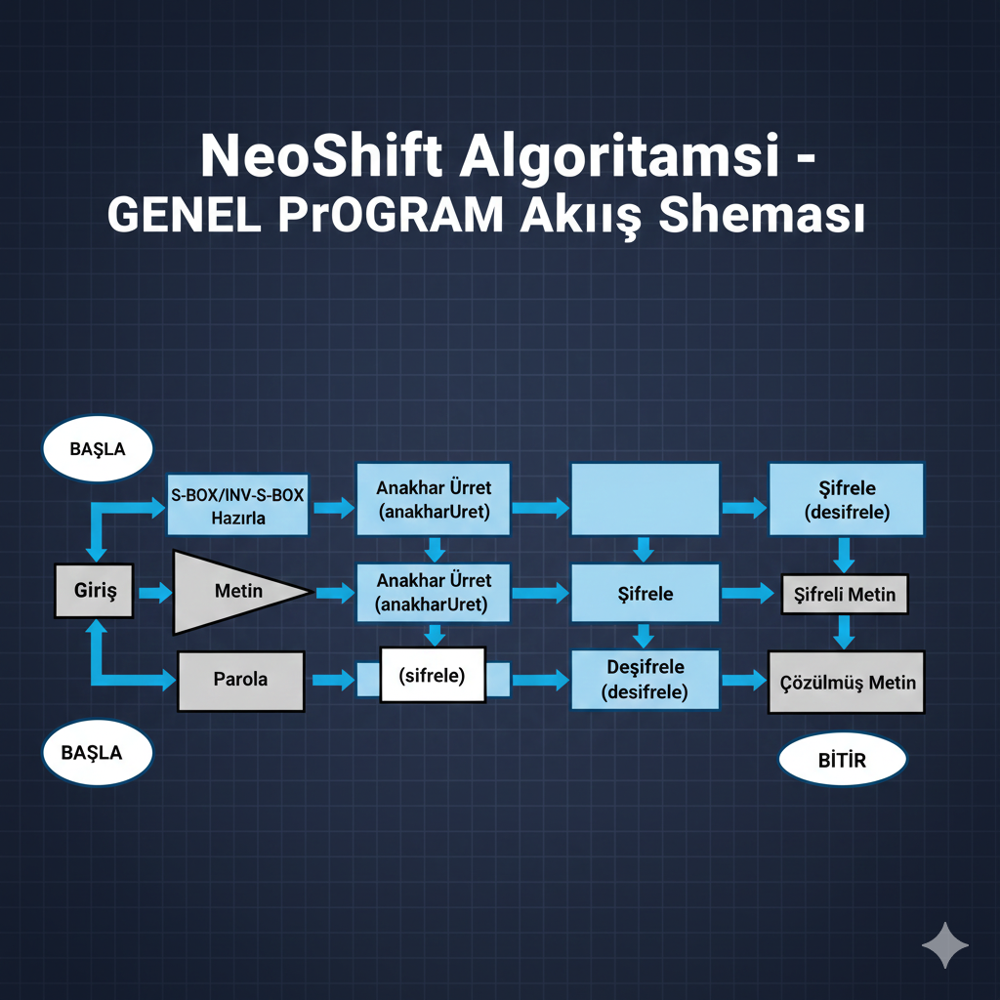 NeoShift Algoritamsi -
GENEL PrOGRAM Akıış Sheması
BAŞLA
S-BOX/INV-S-BOX
Hazırla
Anakhar Ürret
(anakharUret)
Şifrele
(desifrele)
Giriş
Metin
Anakhar Ürret
(anakharUret)
Şifrele
Şifreli Metin
Parola
(sifrele)
Deşifrele
(desifrele)
Çözülmüş Metin
BAŞLA
BİTİR